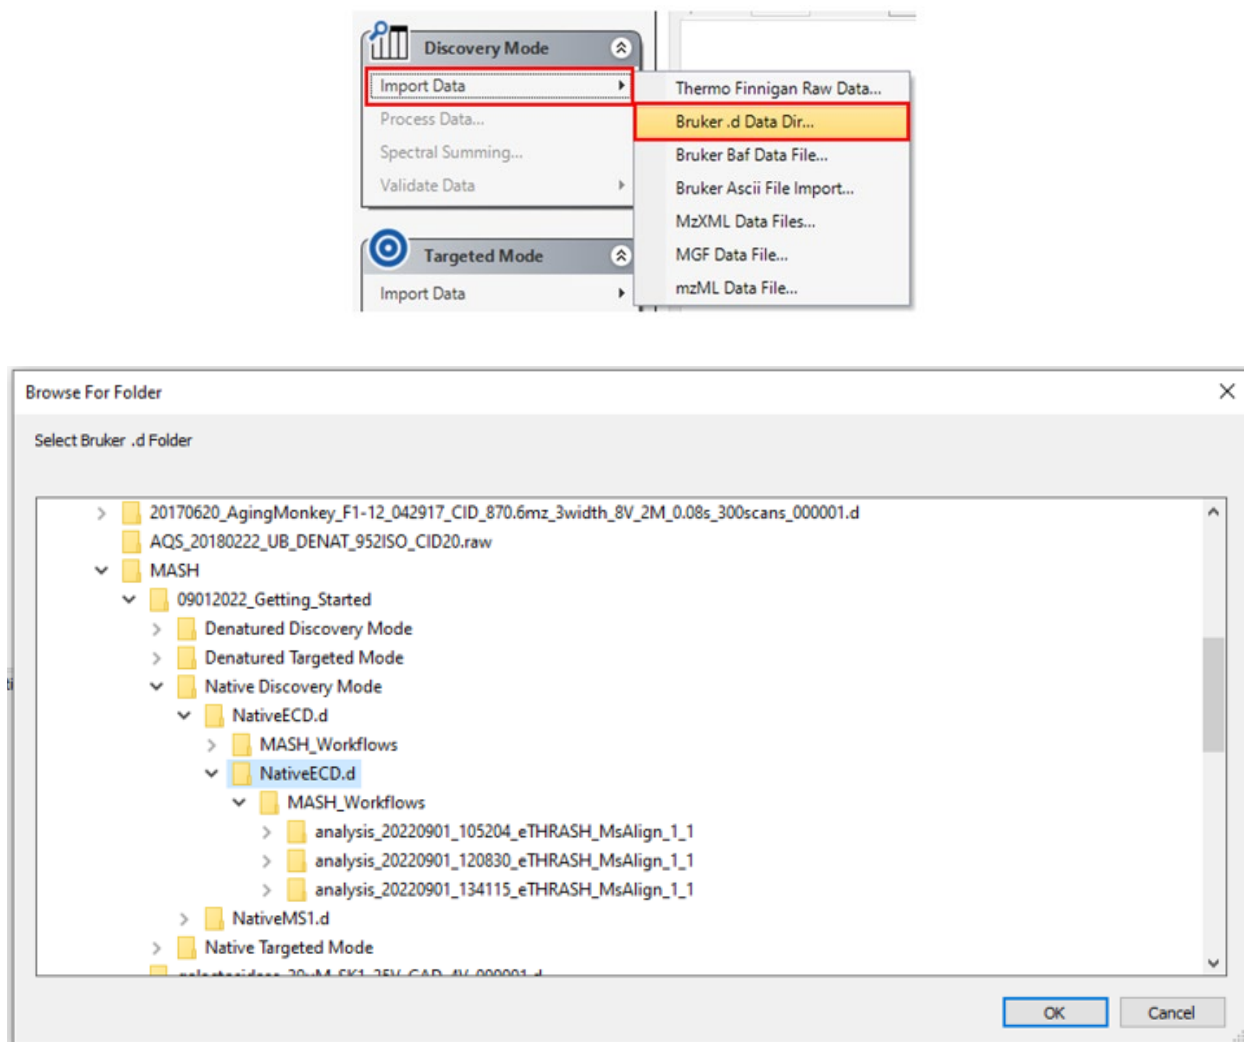 Discovery Mode
Import Data
Process Data...
Spectral Summing...
Validate Data
Targeted Mode
Import Data
Thermo Finnigan Raw Data...
Bruker .d Data Dir...
Bruker Baf Data File...
Bruker Ascii File Import...
MzXML Data Files...
MGF Data File...
mzML Data File...
Browse For Folder
Select Bruker .d Folder
20170620_AgingMonkey_F1-12_042917_CID_870.6mz_3width_8V_2M_0.08s_300scans_000001.d
AQS_20180222_UB_DENAT_952ISO_CID20.raw
MASH
09012022_Getting_Started
Denatured Discovery Mode
Denatured Targeted Mode
Native Discovery Mode
NativeECD.d
MASH_Workflows
NativeECD.d
MASH_Workflows
analysis_20220901_105204_eTHRASH_MsAlign_1_1
analysis_20220901_120830_eTHRASH_MsAlign_1_1
analysis_20220901_134115_eTHRASH_MsAlign_1_1
NativeMS1.d
Native Targeted Mode
OK
Cancel